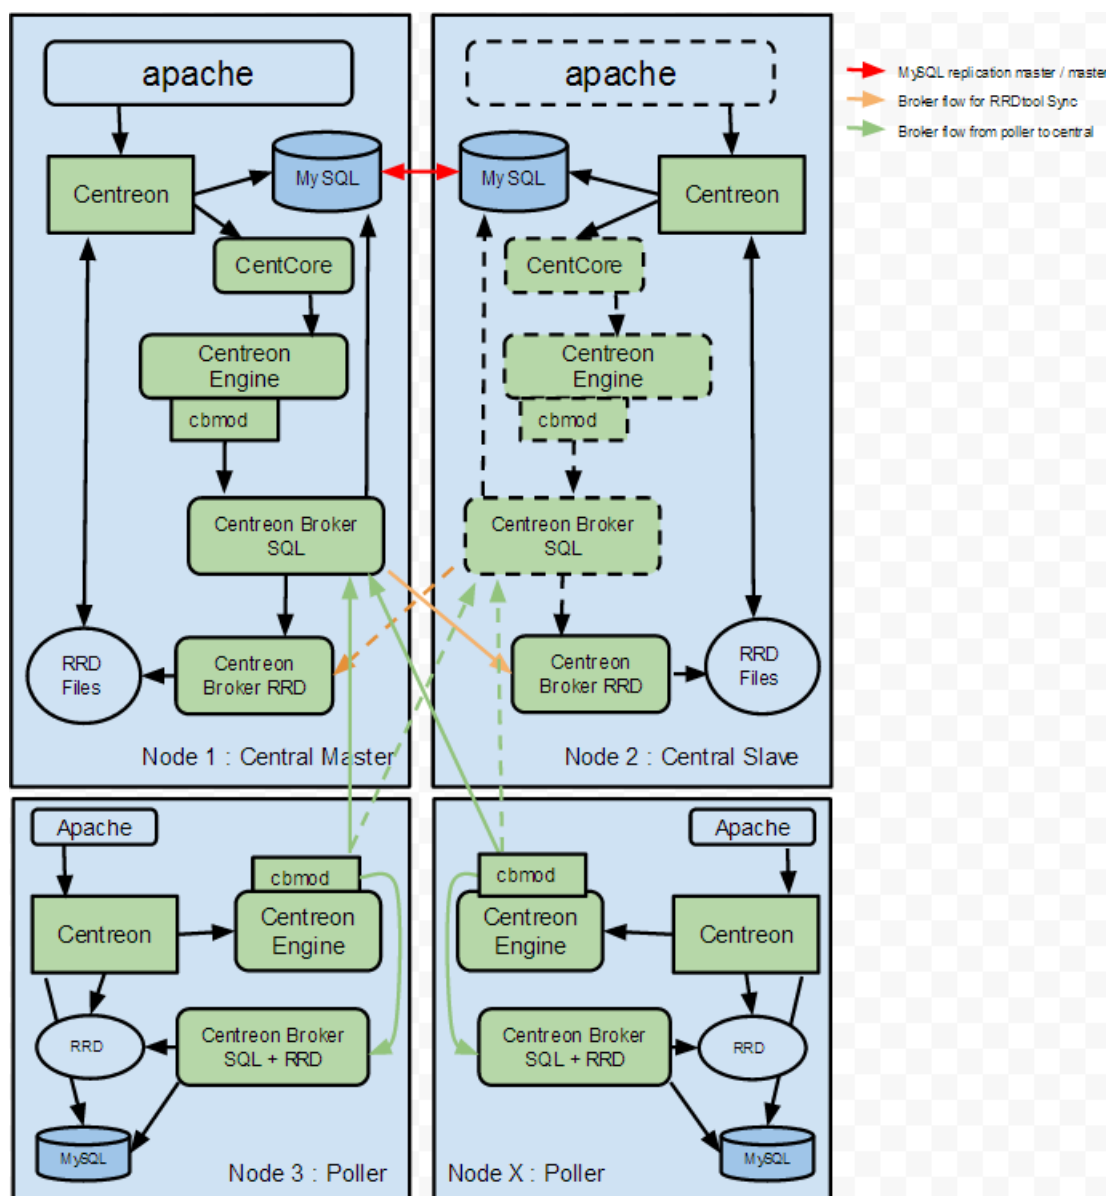 apache
Centreon
MySQL
CentCore
Centreon
Engine
cbmod
Centreon Broker
SQL
Centreon
Broker RRD
RRD
Files
Node 1 : Central Master
apache
MySQL
Centreon
CentCore
Centreon
Engine
cbmod
Centreon Broker
SQL
Centreon
Broker RRD
RRD
Files
Node 2 : Central Slave
MySQL replication master / master
Broker flow for RRDtool Sync
Broker flow from poller to central
Apache
cbmod
Centreon
Centreon
Engine
Centreon Broker
SQL + RRD
RRD
MySQL
Node 3 : Poller
Apache
cbmod
Centreon
Engine
Centreon
Centreon Broker
SQL + RRD
RRD
MySQL
Node X : Poller